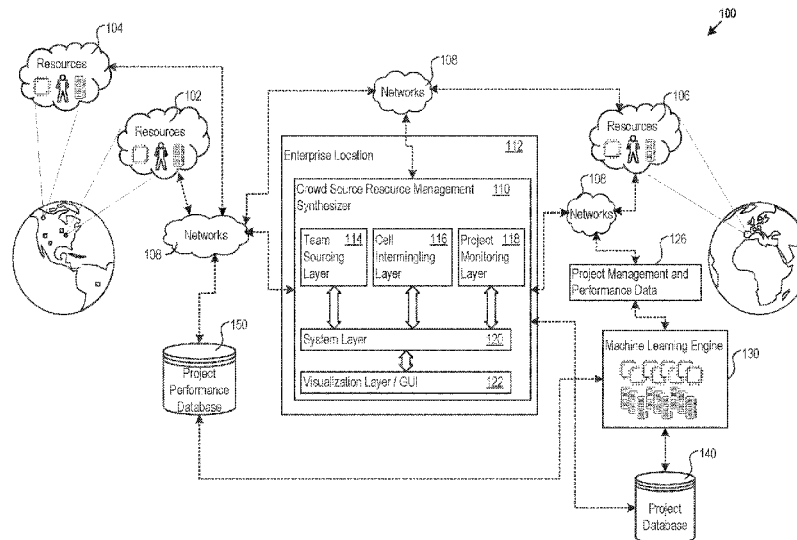 100
104
Resources
102
Resources
108
Networks
106
Resources
Enterprise Location 112
Crowd Source Resource Management Synthesizer 110
Team Sourcing Layer 114
Cell Intermingling Layer 116
Project Monitoring Layer 118
108
Networks
108
Networks
126
Project Management and
Performance Data
System Layer 120
Visualization Layer / GUI 122
150
Project
Performance
Database
Machine Learning Engine
130
140
Project
Database